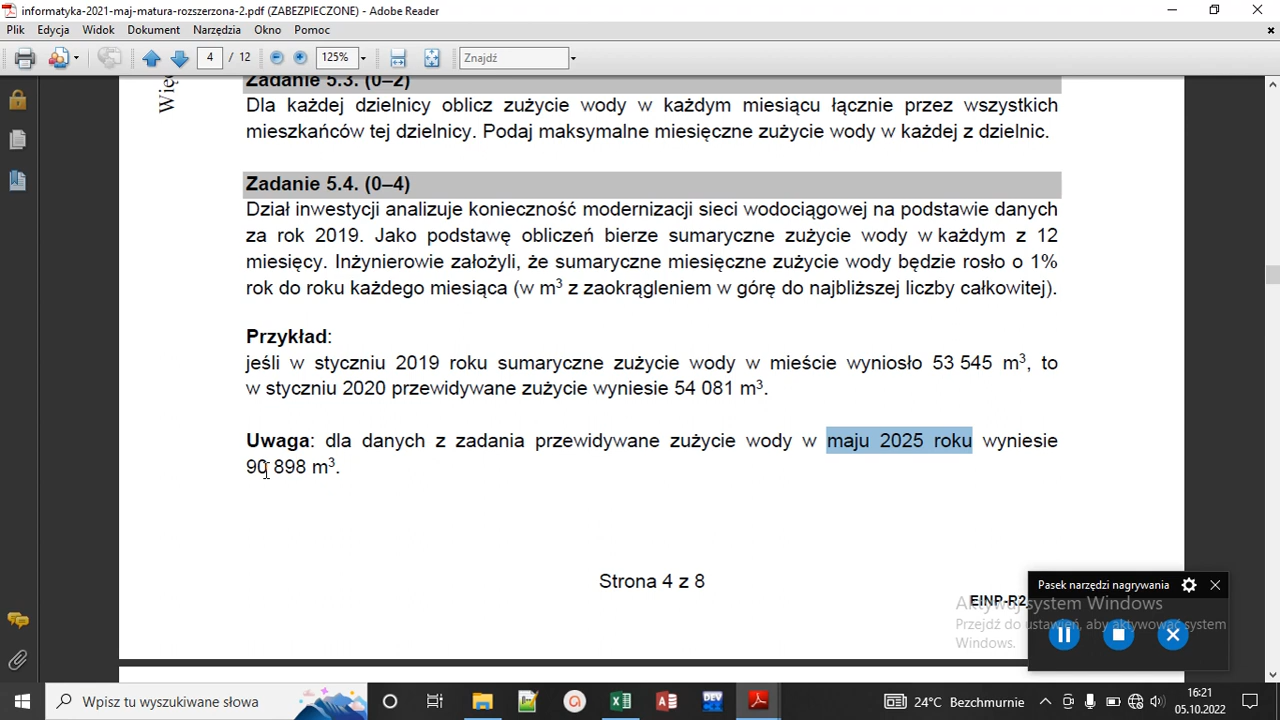 informatyka-2021-maj-matura-rozszerzona-2.pdf (ZABEZPIECZONE) - Adobe Reader
Plik Edycja Widok Dokument Narzędzia Okno Pomoc
4 / 12 125% Znajdź
Więc
Zadanie 5.3. (0–2)
Dla każdej dzielnicy oblicz zużycie wody w każdym miesiącu łącznie przez wszystkich
mieszkańców tej dzielnicy. Podaj maksymalne miesięczne zużycie wody w każdej z dzielnic.
Zadanie 5.4. (0–4)
Dział inwestycji analizuje konieczność modernizacji sieci wodociągowej na podstawie danych
za rok 2019. Jako podstawę obliczeń bierze sumaryczne zużycie wody w każdym z 12
miesięcy. Inżynierowie założyli, że sumaryczne miesięczne zużycie wody będzie rosło o 1%
rok do roku każdego miesiąca (w m³ z zaokrągleniem w górę do najbliższej liczby całkowitej).
Przykład:
jeśli w styczniu 2019 roku sumaryczne zużycie wody w mieście wyniosło 53 545 m³, to
w styczniu 2020 przewidywane zużycie wyniesie 54 081 m³.
Uwaga: dla danych z zadania przewidywane zużycie wody w maju 2025 roku wyniesie
90 898 m³.
Strona 4 z 8
EINP-R2
Pasek narzędzi nagrywania
Aktywuj system Windows
Przejdź do ustawień, aby aktywować system
Windows.
Wpisz tu wyszukiwane słowa
24°C Bezchmurnie
16:21
05.10.2022